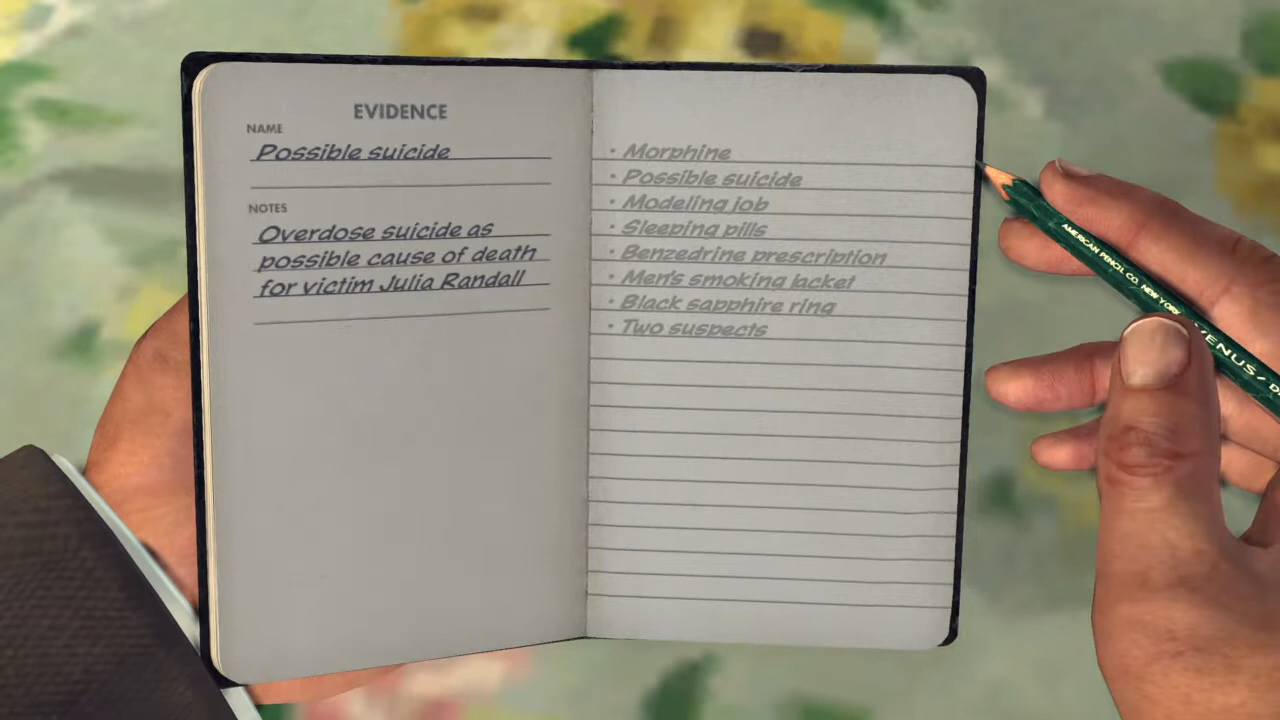 EVIDENCE
NAME
Possible suicide
NOTES
Overdose suicide as
possible cause of death
for victim Julia Randall
• Morphine
• Possible suicide
• Modeling job
• Sleeping pills
• Benzedrine prescription
• Men's smoking jacket
• Black sapphire ring
• Two suspects
AMERICAN PENCIL CO. NEW YORK
VENUS